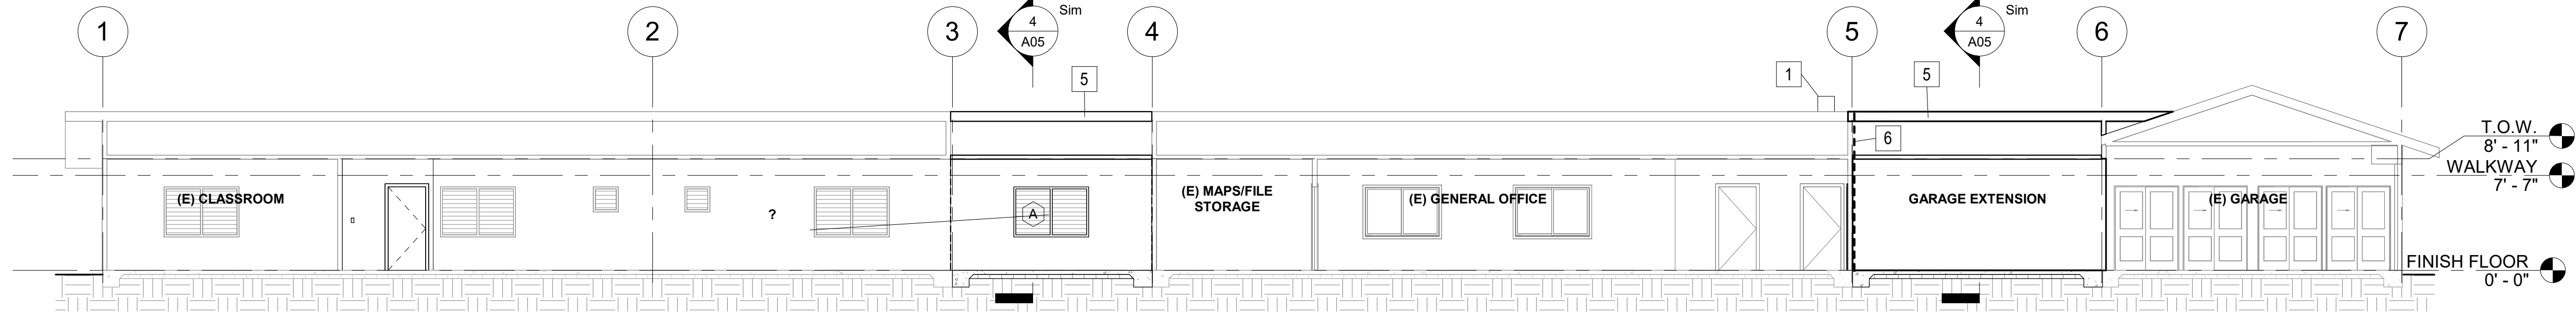 1
2
3
4
A05
Sim
4
5
4
A05
Sim
6
7
5
1
5
6
T.O.W.
8' - 11"
WALKWAY
7' - 7"
(E) CLASSROOM
?
A
(E) MAPS/FILE
STORAGE
(E) GENERAL OFFICE
GARAGE EXTENSION
(E) GARAGE
FINISH FLOOR
0' - 0"